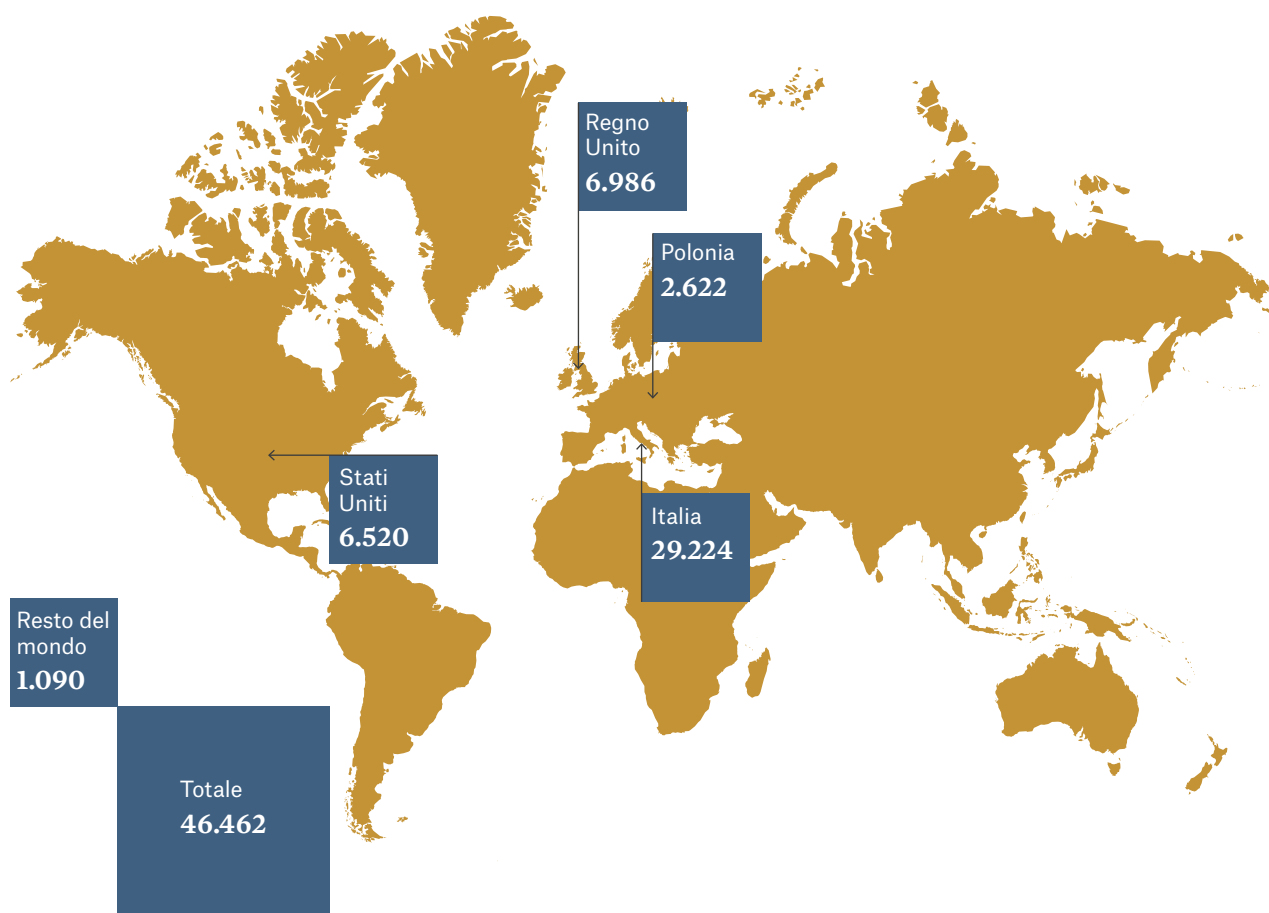 Regno
Unito
6.986
Polonia
2.622
Stati
Uniti
6.520
Italia
29.224
Resto del
mondo
1.090
Totale
46.462